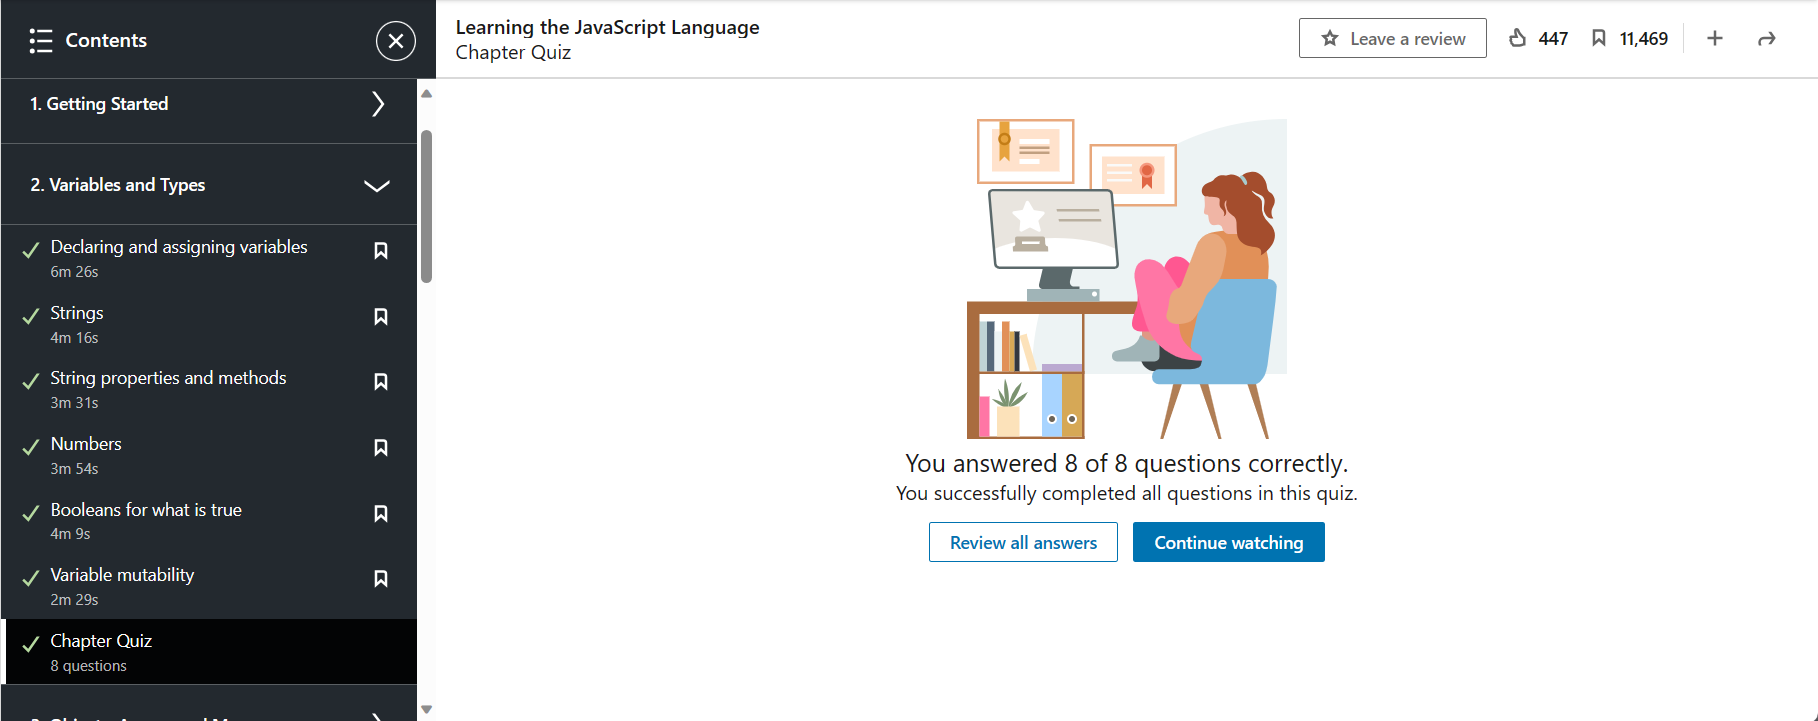 Contents
1. Getting Started
2. Variables and Types
Declaring and assigning variables
6m 26s
Strings
4m 16s
String properties and methods
3m 31s
Numbers
3m 54s
Booleans for what is true
4m 9s
Variable mutability
2m 29s
Chapter Quiz
8 questions
Learning the JavaScript Language
Chapter Quiz
Leave a review
447
11,469
You answered 8 of 8 questions correctly.
You successfully completed all questions in this quiz.
Review all answers
Continue watching